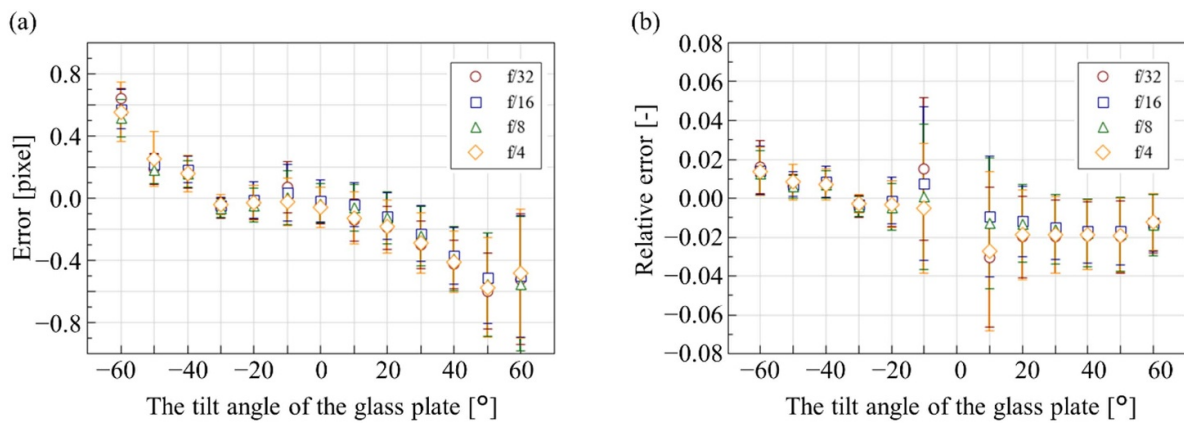 (a)
Error [pixel]
0.8
0.4
0.0
−0.4
−0.8
f/32
f/16
f/8
f/4
−60 −40 −20 0 20 40 60
The tilt angle of the glass plate [°]
(b)
Relative error [-]
0.08
0.06
0.04
0.02
0.00
−0.02
−0.04
−0.06
−0.08
f/32
f/16
f/8
f/4
−60 −40 −20 0 20 40 60
The tilt angle of the glass plate [°]